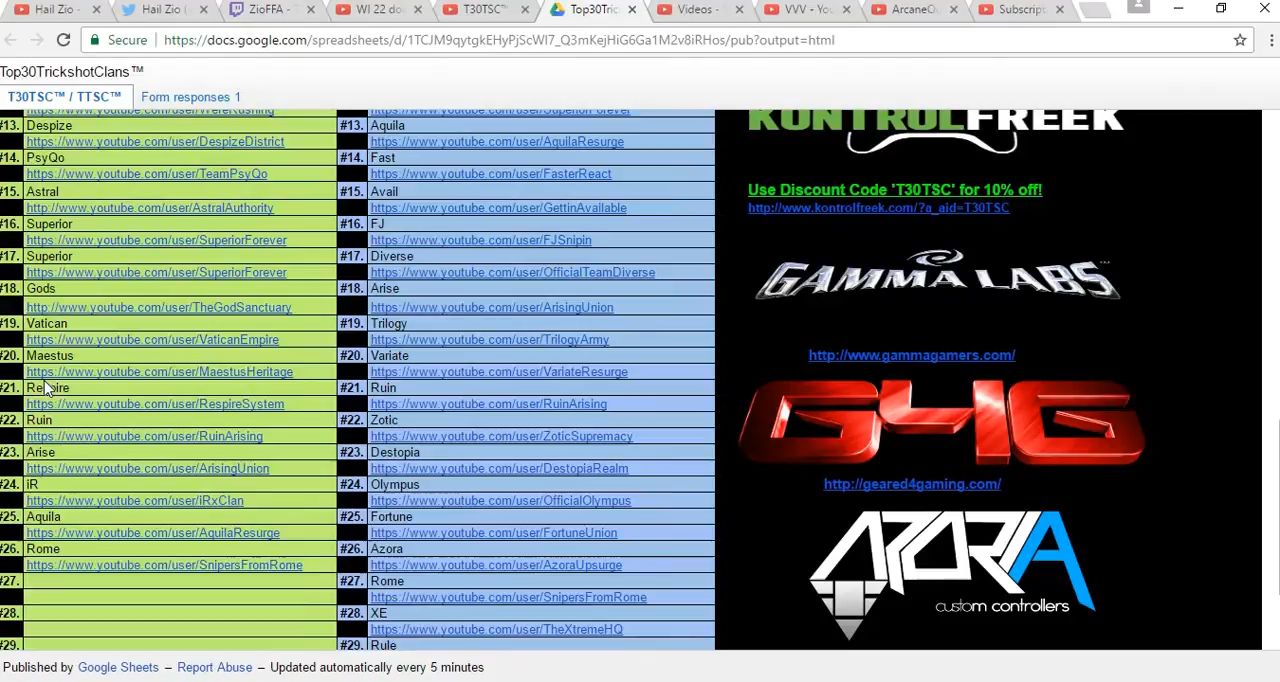 Hail Zio -
Hail Zio (
ZioFFA -
WI 22 do
T30TSC™
Top30Tric
Videos -
VVV - Yo
ArcaneO
Subscript
Secure
https://docs.google.com/spreadsheets/d/1TCJM9qytgkEHyPjScWI7_Q3mKejHiG6Ga1M2v8iRHos/pub?output=html
Top30TrickshotClans™
T30TSC™ / TTSC™
Form responses 1
https://www.youtube.com/user/SuperiorForever
#13. Despize #13. Aquila
https://www.youtube.com/user/DespizeDistrict https://www.youtube.com/user/AquilaResurge
#14. PsyQo #14. Fast
https://www.youtube.com/user/TeamPsyQo https://www.youtube.com/user/FasterReact
#15. Astral #15. Avail
https://www.youtube.com/user/AstralAuthority https://www.youtube.com/user/GettinAvailable
#16. Superior #16. FJ
https://www.youtube.com/user/SuperiorForever https://www.youtube.com/user/FJSnipin
#17. Superior #17. Diverse
https://www.youtube.com/user/SuperiorForever https://www.youtube.com/user/OfficialTeamDiverse
#18. Gods #18. Arise
http://www.youtube.com/user/TheGodSanctuary https://www.youtube.com/user/ArisingUnion
#19. Vatican #19. Trilogy
https://www.youtube.com/user/VaticanEmpire https://www.youtube.com/user/TrilogyArmy
#20. Maestus #20. Variate
https://www.youtube.com/user/MaestusHeritage https://www.youtube.com/user/VariateResurge
#21. Respire #21. Ruin
https://www.youtube.com/user/RespireSystem https://www.youtube.com/user/RuinArising
#22. Ruin #22. Zotic
https://www.youtube.com/user/RuinArising https://www.youtube.com/user/ZoticSupremacy
#23. Arise #23. Destopia
https://www.youtube.com/user/ArisingUnion https://www.youtube.com/user/DestopiaRealm
#24. iR #24. Olympus
https://www.youtube.com/user/iRxClan https://www.youtube.com/user/OfficialOlympus
#25. Aquila #25. Fortune
https://www.youtube.com/user/AquilaResurge https://www.youtube.com/user/FortuneUnion
#26. Rome #26. Azora
https://www.youtube.com/user/SnipersFromRome https://www.youtube.com/user/AzoraUpsurge
#27. #27. Rome
https://www.youtube.com/user/SnipersFromRome
#28. #28. XE
https://www.youtube.com/user/TheXtremeHQ
#29. #29. Rule
KONTROLFREEK
Use Discount Code 'T30TSC' for 10% off!
http://www.kontrolfreek.com/?a_aid=T30TSC
GAMMA LABS™
http://www.gammagamers.com/
G4G
http://geared4gaming.com/
AZORIA
custom controllers
Published by Google Sheets – Report Abuse – Updated automatically every 5 minutes